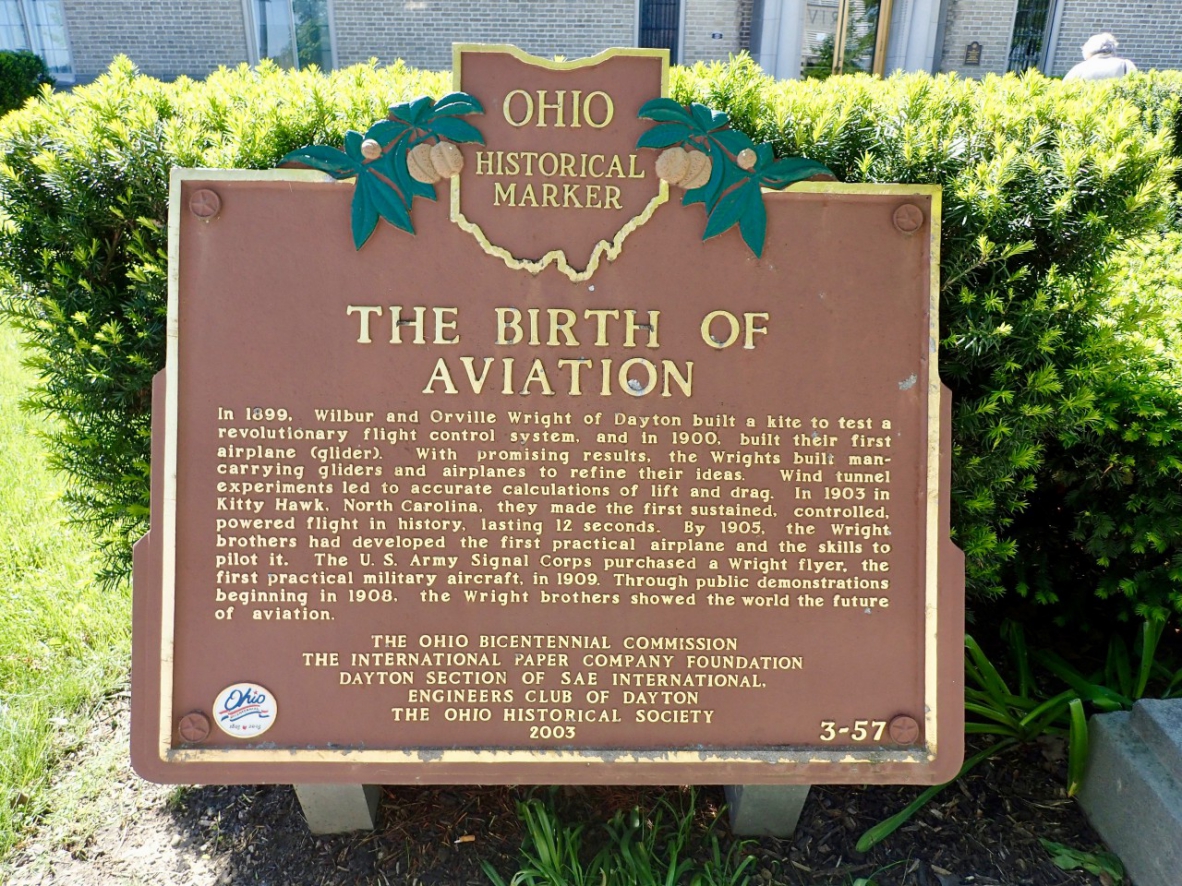 OHIO
HISTORICAL
MARKER
THE BIRTH OF
AVIATION
In 1899, Wilbur and Orville Wright of Dayton built a kite to test a
revolutionary flight control system, and in 1900, built their first
airplane (glider). With promising results, the Wrights built man-
carrying gliders and airplanes to refine their ideas. Wind tunnel
experiments led to accurate calculations of lift and drag. In 1903 in
Kitty Hawk, North Carolina, they made the first sustained, controlled,
powered flight in history, lasting 12 seconds. By 1905, the Wright
brothers had developed the first practical airplane and the skills to
pilot it. The U. S. Army Signal Corps purchased a Wright flyer, the
first practical military aircraft, in 1909. Through public demonstrations
beginning in 1908, the Wright brothers showed the world the future
of aviation.
THE OHIO BICENTENNIAL COMMISSION
THE INTERNATIONAL PAPER COMPANY FOUNDATION
DAYTON SECTION OF SAE INTERNATIONAL,
ENGINEERS CLUB OF DAYTON
THE OHIO HISTORICAL SOCIETY
2003
3-57
Ohio